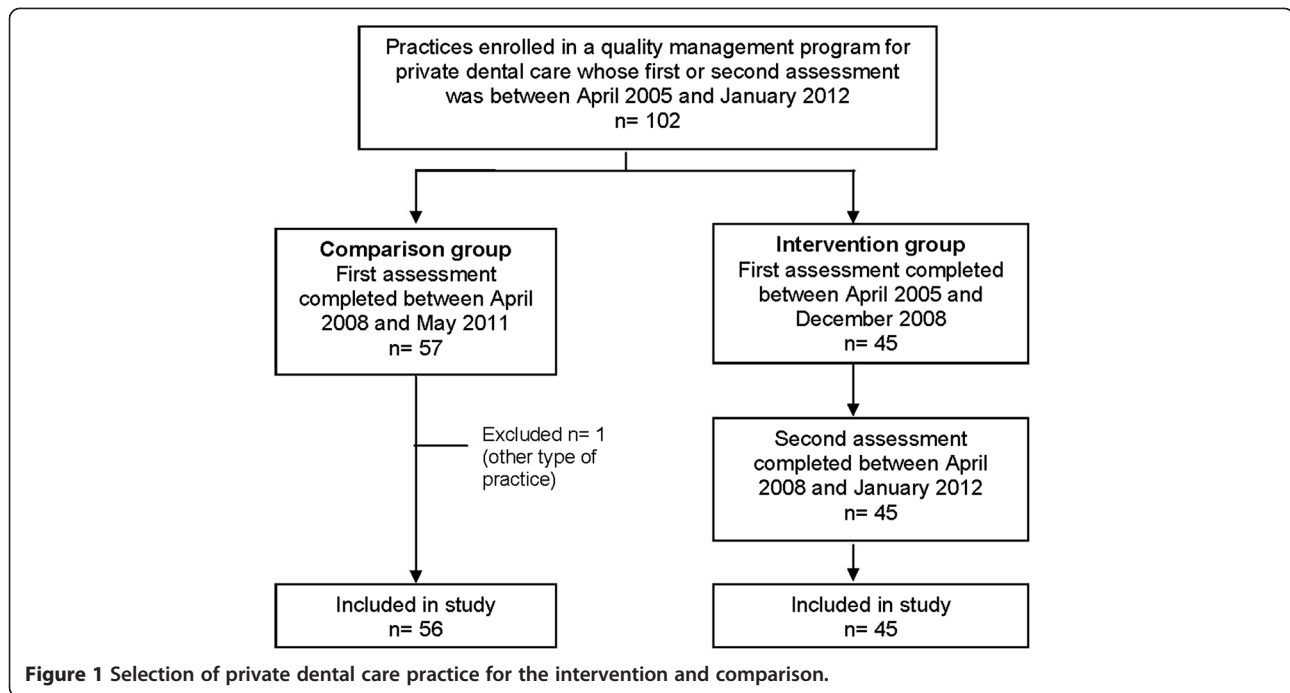 Practices enrolled in a quality management program for
private dental care whose first or second assessment
was between April 2005 and January 2012
n= 102
Comparison group
First assessment
completed between April
2008 and May 2011
n= 57
Intervention group
First assessment completed
between April 2005 and
December 2008
n= 45
Excluded n= 1
(other type of
practice)
Second assessment
completed between April
2008 and January 2012
n= 45
Included in study
n= 56
Included in study
n= 45
Figure 1 Selection of private dental care practice for the intervention and comparison.